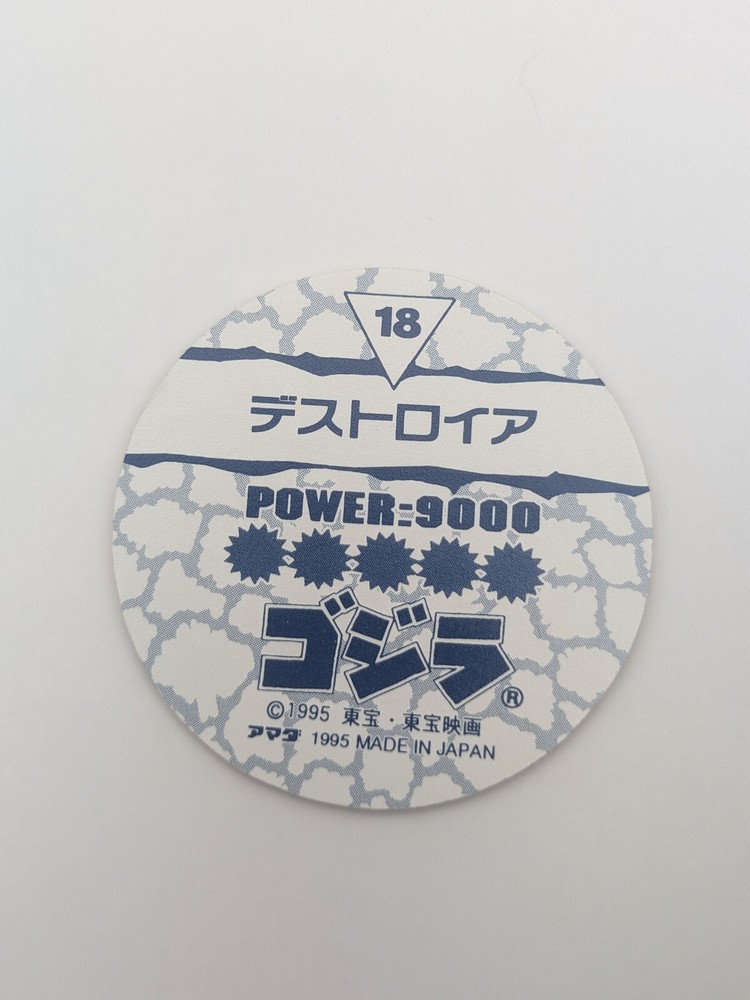 18
デストロイア
POWER:9000
ゴジラ®
©1995 東宝・東宝映画
アマダ 1995 MADE IN JAPAN